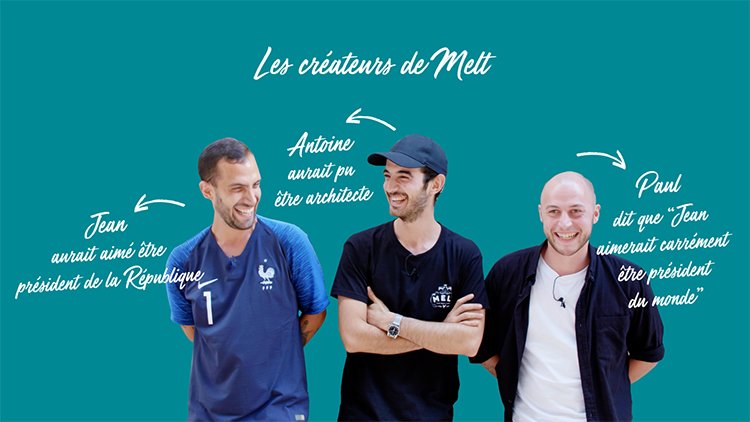 Les créateurs de Melt
Antoine
aurait pu
être architecte
Jean
aurait aimé être
président de la République
Paul
dit que “Jean
aimerait carrément
être président
du monde”
1
FFF
MELT